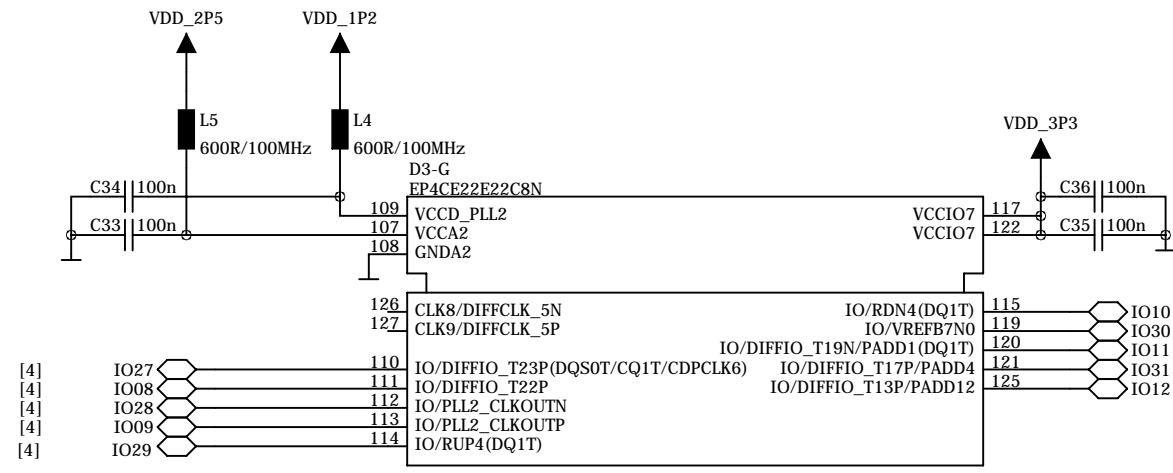 VDD_2P5 VDD_1P2
L5 L4
600R/100MHz 600R/100MHz
VDD_3P3
D3-G
EP4CE22E22C8N
C34 100n
C36 100n
109 VCCD_PLL2 VCCIO7 117
C33 100n
107 VCCA2 VCCIO7 122
C35 100n
108 GNDA2
126 CLK8/DIFFCLK_5N IO/RDN4(DQ1T) 115 IO10
127 CLK9/DIFFCLK_5P IO/VREFB7N0 119 IO30
IO/DIFFIO_T19N/PADD1(DQ1T) 120 IO11
[4] IO27 110 IO/DIFFIO_T23P(DQS0T/CQ1T/CDPCLK6) IO/DIFFIO_T17P/PADD4 121 IO31
[4] IO08 111 IO/DIFFIO_T22P IO/DIFFIO_T13P/PADD12 125 IO12
[4] IO28 112 IO/PLL2_CLKOUTN
[4] IO09 113 IO/PLL2_CLKOUTP
[4] IO29 114 IO/RUP4(DQ1T)